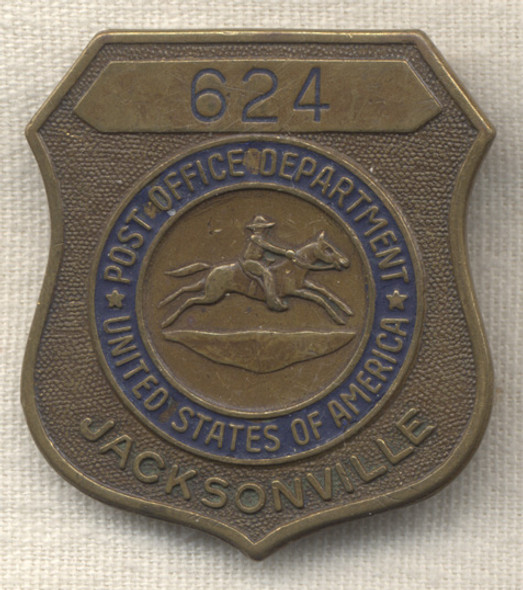 624
POST OFFICE DEPARTMENT
UNITED STATES OF AMERICA
JACKSONVILLE